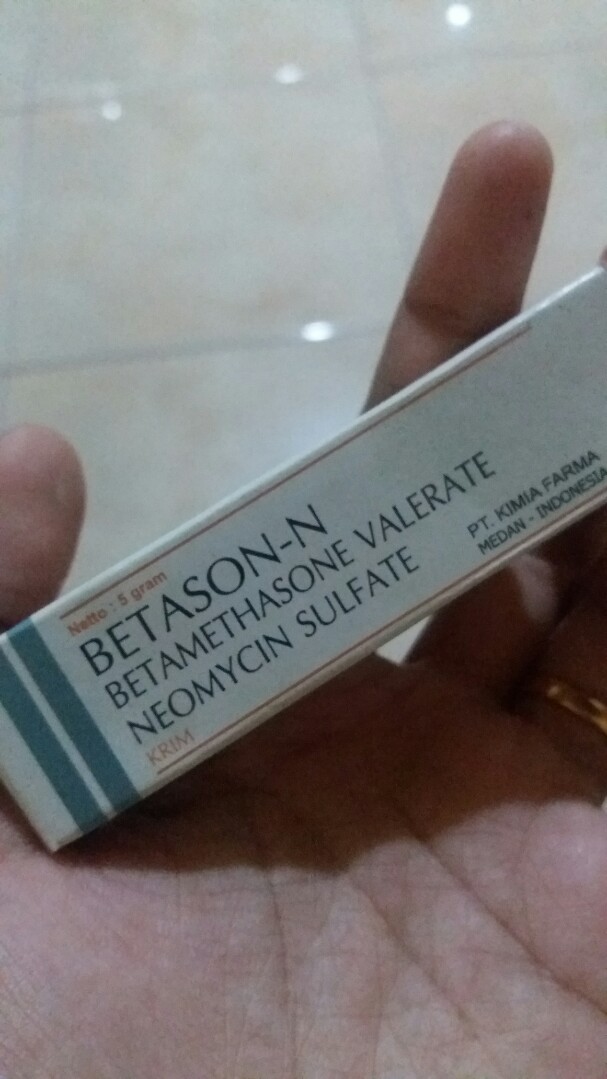 Netto : 5 gram
BETASON-N
BETAMETHASONE VALERATE
NEOMYCIN SULFATE
KRIM
PT. KIMIA FARMA
MEDAN - INDONESIA